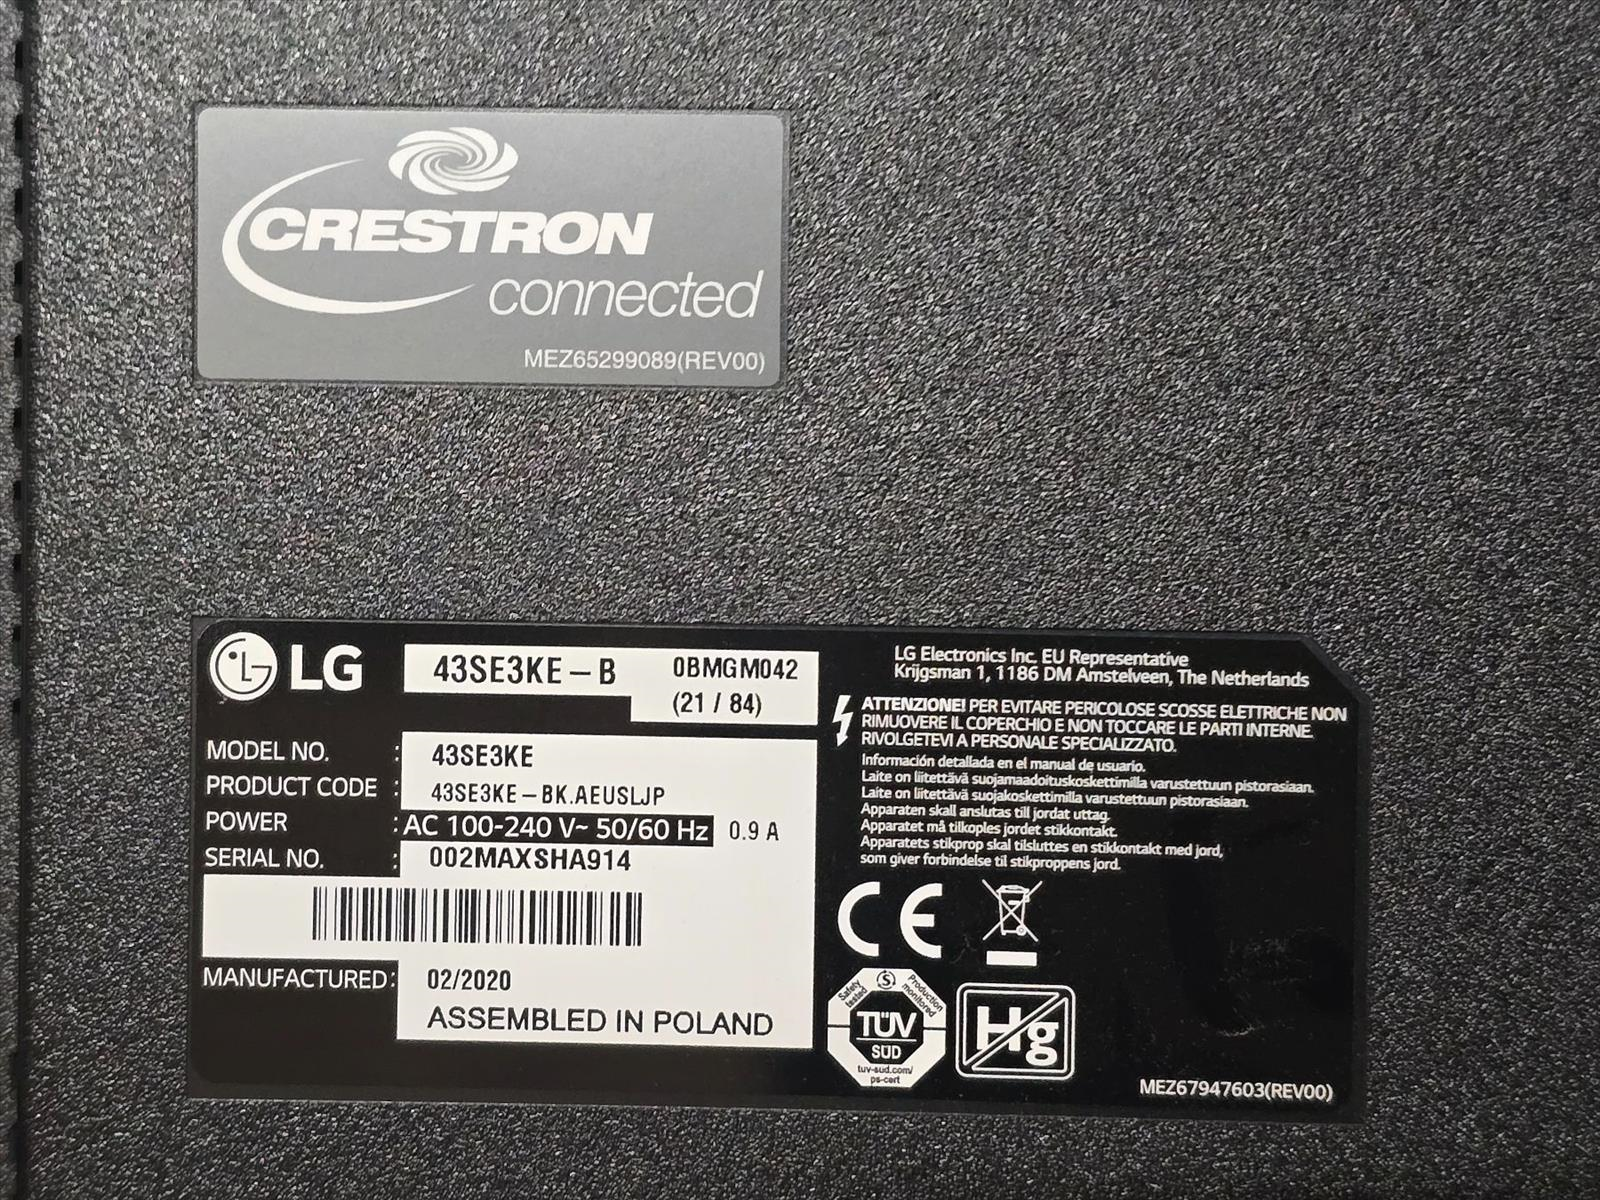 CRESTRON
connected
MEZ65299089(REV00)
LG
43SE3KE-B 0BMGM042
(21 / 84)
MODEL NO. : 43SE3KE
PRODUCT CODE : 43SE3KE-BK.AEUSLJP
POWER : AC 100-240 V~ 50/60 Hz 0.9 A
SERIAL NO. : 002MAXSHA914
MANUFACTURED : 02/2020
ASSEMBLED IN POLAND
LG Electronics Inc. EU Representative
Krijgsman 1, 1186 DM Amstelveen, The Netherlands
ATTENZIONE! PER EVITARE PERICOLOSE SCOSSE ELETTRICHE NON
RIMUOVERE IL COPERCHIO E NON TOCCARE LE PARTI INTERNE.
RIVOLGETEVI A PERSONALE SPECIALIZZATO.
Información detallada en el manual de usuario.
Laite on liitettävä suojamaadoituskoskettimilla varustettuun pistorasiaan.
Laite on liitettävä suojakoskettimilla varustettuun pistorasiaan.
Apparaten skall anslutas till jordat uttag.
Apparatet må tilkoples jordet stikkontakt.
Apparatets stikprop skal tilsluttes en stikkontakt med jord,
som giver forbindelse til stikproppens jord.
CE
Safety tested
S
Production monitored
TÜV
SÜD
tuv-sud.com/
ps-cert
Hg
MEZ67947603(REV00)